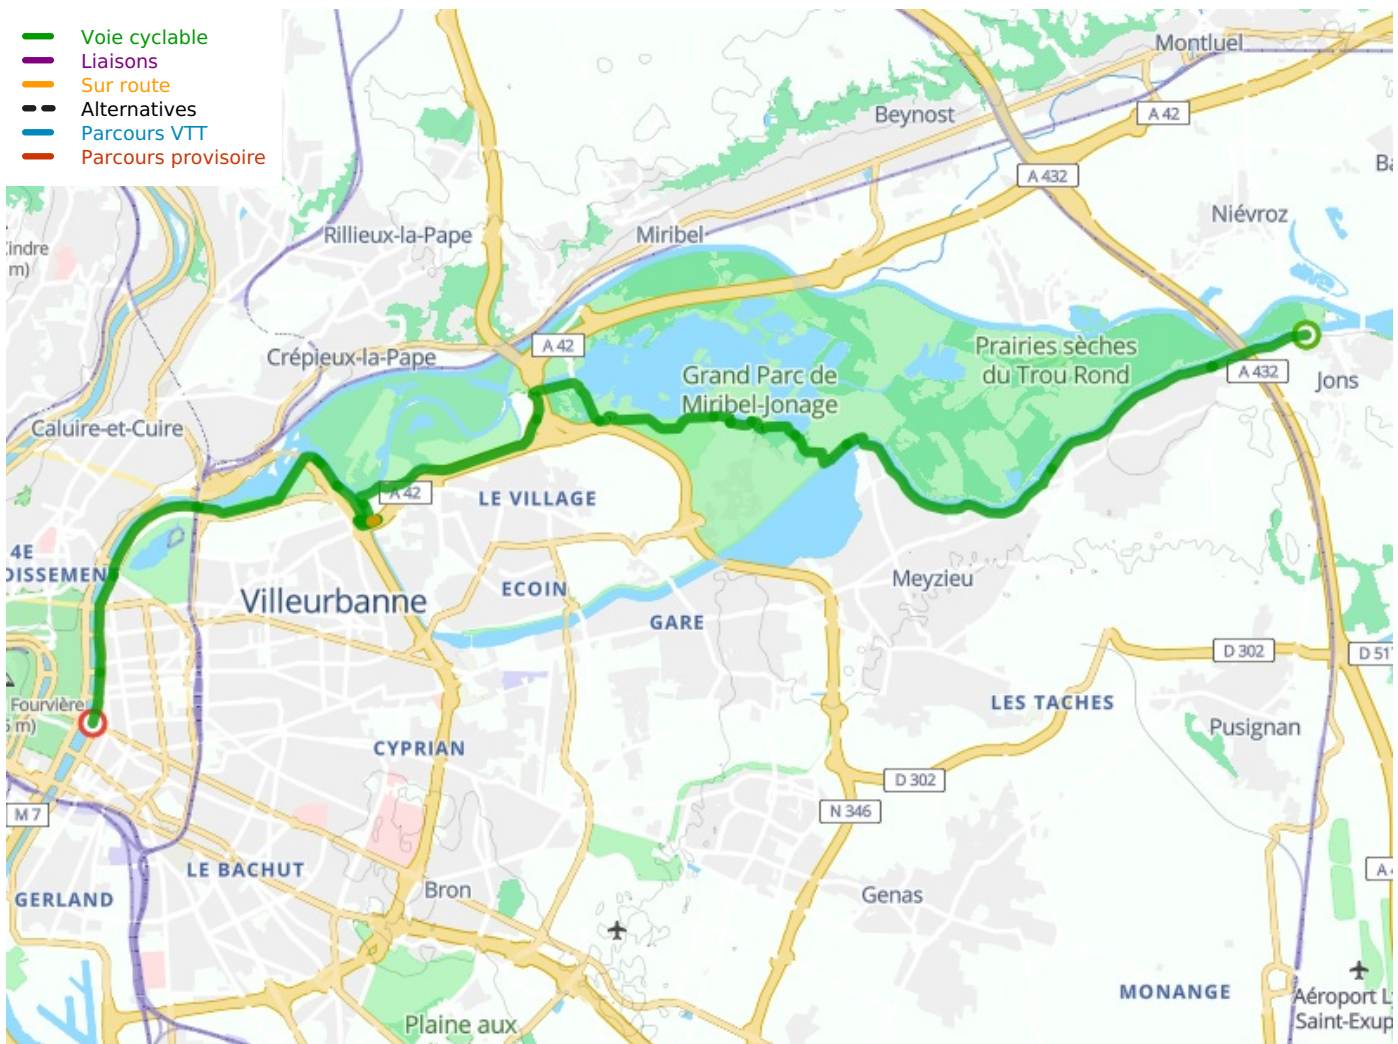 Voie cyclable
Liaisons
Sur route
Alternatives
Parcours VTT
Parcours provisoire
Montluel
A 42
Beynost
A 432
Niévroz
Rillieux-la-Pape
Miribel
A 42
Crépieux-la-Pape
Prairies sèches
du Trou Rond
Grand Parc de
Miribel-Jonage
A 432
Jons
Caluire-et-Cuire
A 42
LE VILLAGE
4E
Villeurbanne
ECOIN
GARE
Meyzieu
D 302
Fourvière
LES TACHES
Pusignan
CYPRIAN
D 302
N 346
M 7
LE BACHUT
Bron
Genas
GERLAND
MONANGE
Aéroport
Plaine aux